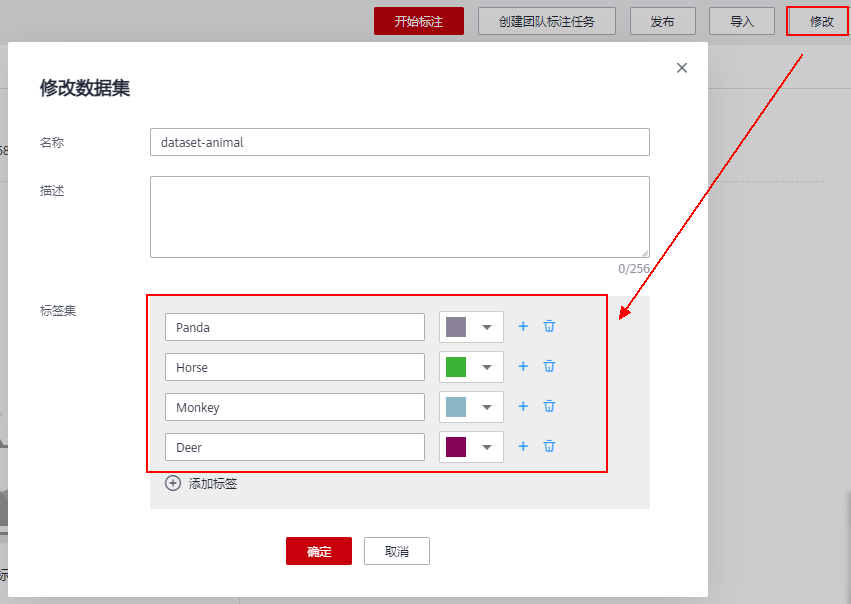 开始标注 创建团队标注任务 发布 导入 修改
修改数据集
名称 dataset-animal
描述
0/256
标签集
Panda
Horse
Monkey
Deer
添加标签
确定 取消